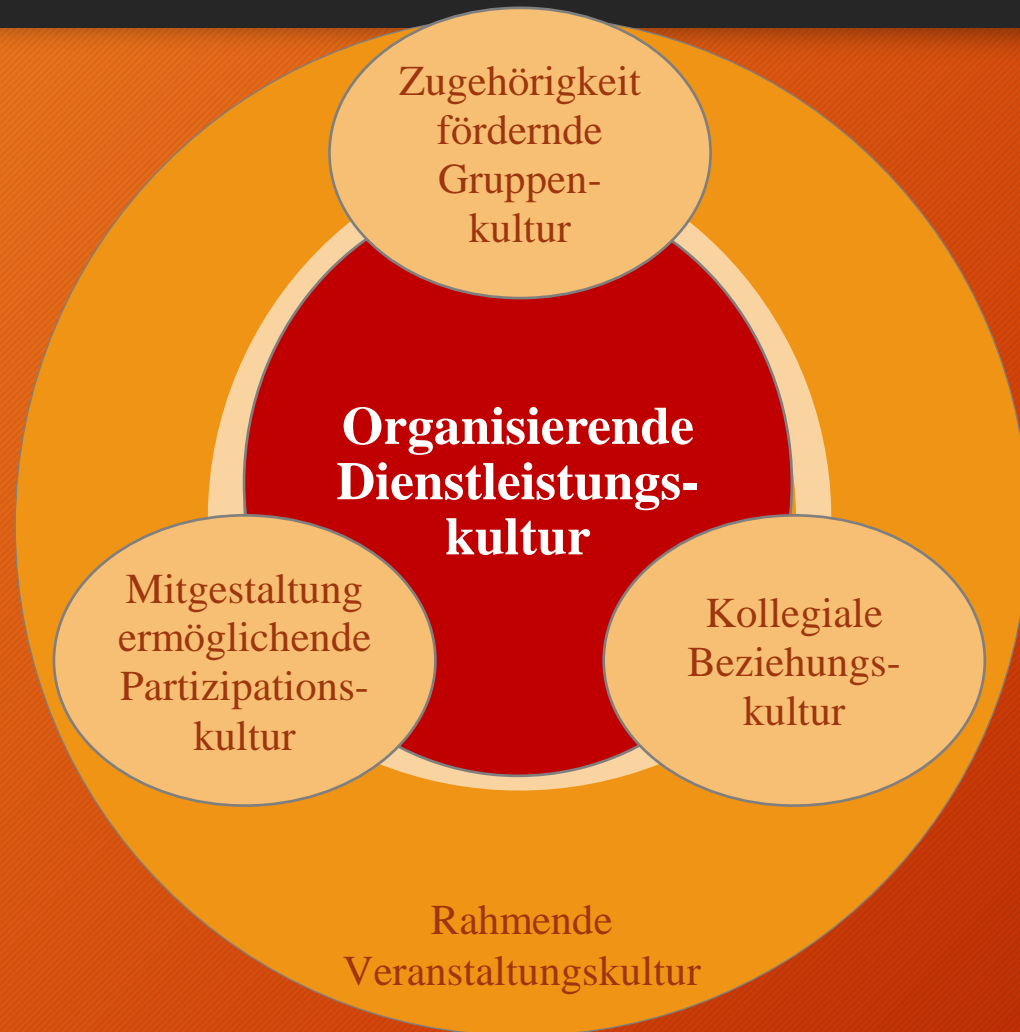 Zugehörigkeit
fördernde
Gruppen-
kultur
Organisierende
Dienstleistungs-
kultur
Mitgestaltung
ermöglichende
Partizipations-
kultur
Kollegiale
Beziehungs-
kultur
Rahmende
Veranstaltungskultur